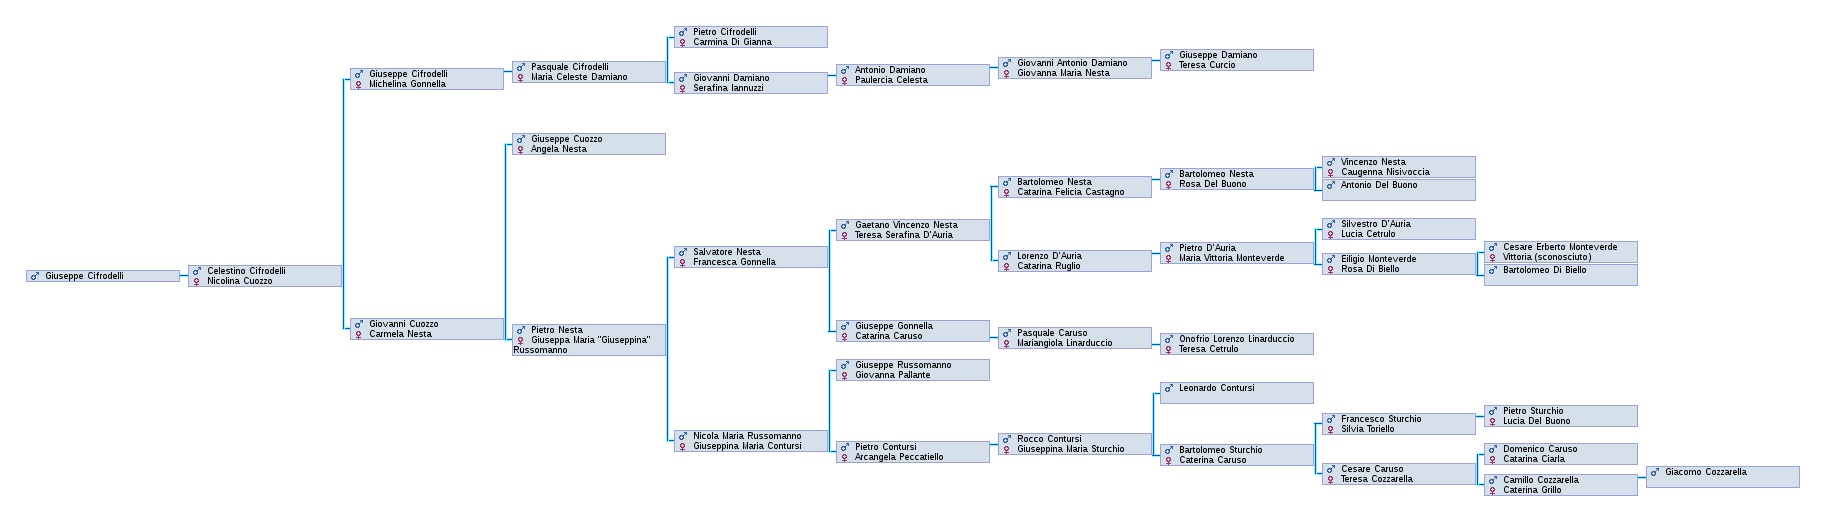 Giuseppe Cifrodelli
Celestino Cifrodelli
Nicolina Cuozzo
Giuseppe Cifrodelli
Michelina Gonnella
Giovanni Cuozzo
Carmela Nesta
Pasquale Cifrodelli
Maria Celeste Damiano
Giuseppe Cuozzo
Angela Nesta
Pietro Nesta
Giuseppa Maria "Giuseppina"
Russomanno
Pietro Cifrodelli
Carmina Di Gianna
Giovanni Damiano
Serafina Iannuzzi
Salvatore Nesta
Francesca Gonnella
Nicola Maria Russomanno
Giuseppina Maria Contursi
Antonio Damiano
Paulercia Celesta
Gaetano Vincenzo Nesta
Teresa Serafina D'Auria
Giuseppe Gonnella
Catarina Caruso
Giuseppe Russomanno
Giovanna Pallante
Pietro Contursi
Arcangela Peccatiello
Giovanni Antonio Damiano
Giovanna Maria Nesta
Bartolomeo Nesta
Catarina Felicia Castagno
Lorenzo D'Auria
Catarina Ruglio
Pasquale Caruso
Mariangiola Linarduccio
Rocco Contursi
Giuseppina Maria Sturchio
Giuseppe Damiano
Teresa Curcio
Bartolomeo Nesta
Rosa Del Buono
Pietro D'Auria
Maria Vittoria Monteverde
Onofrio Lorenzo Linarduccio
Teresa Cetrulo
Leonardo Contursi
Bartolomeo Sturchio
Caterina Caruso
Vincenzo Nesta
Caugenna Nisivoccia
Antonio Del Buono
Silvestro D'Auria
Lucia Cetrulo
Eiligio Monteverde
Rosa Di Biello
Francesco Sturchio
Silvia Toriello
Cesare Caruso
Teresa Cozzarella
Cesare Erberto Monteverde
Vittoria (sconosciuto)
Bartolomeo Di Biello
Pietro Sturchio
Lucia Del Buono
Domenico Caruso
Catarina Ciarla
Camillo Cozzarella
Caterina Grillo
Giacomo Cozzarella